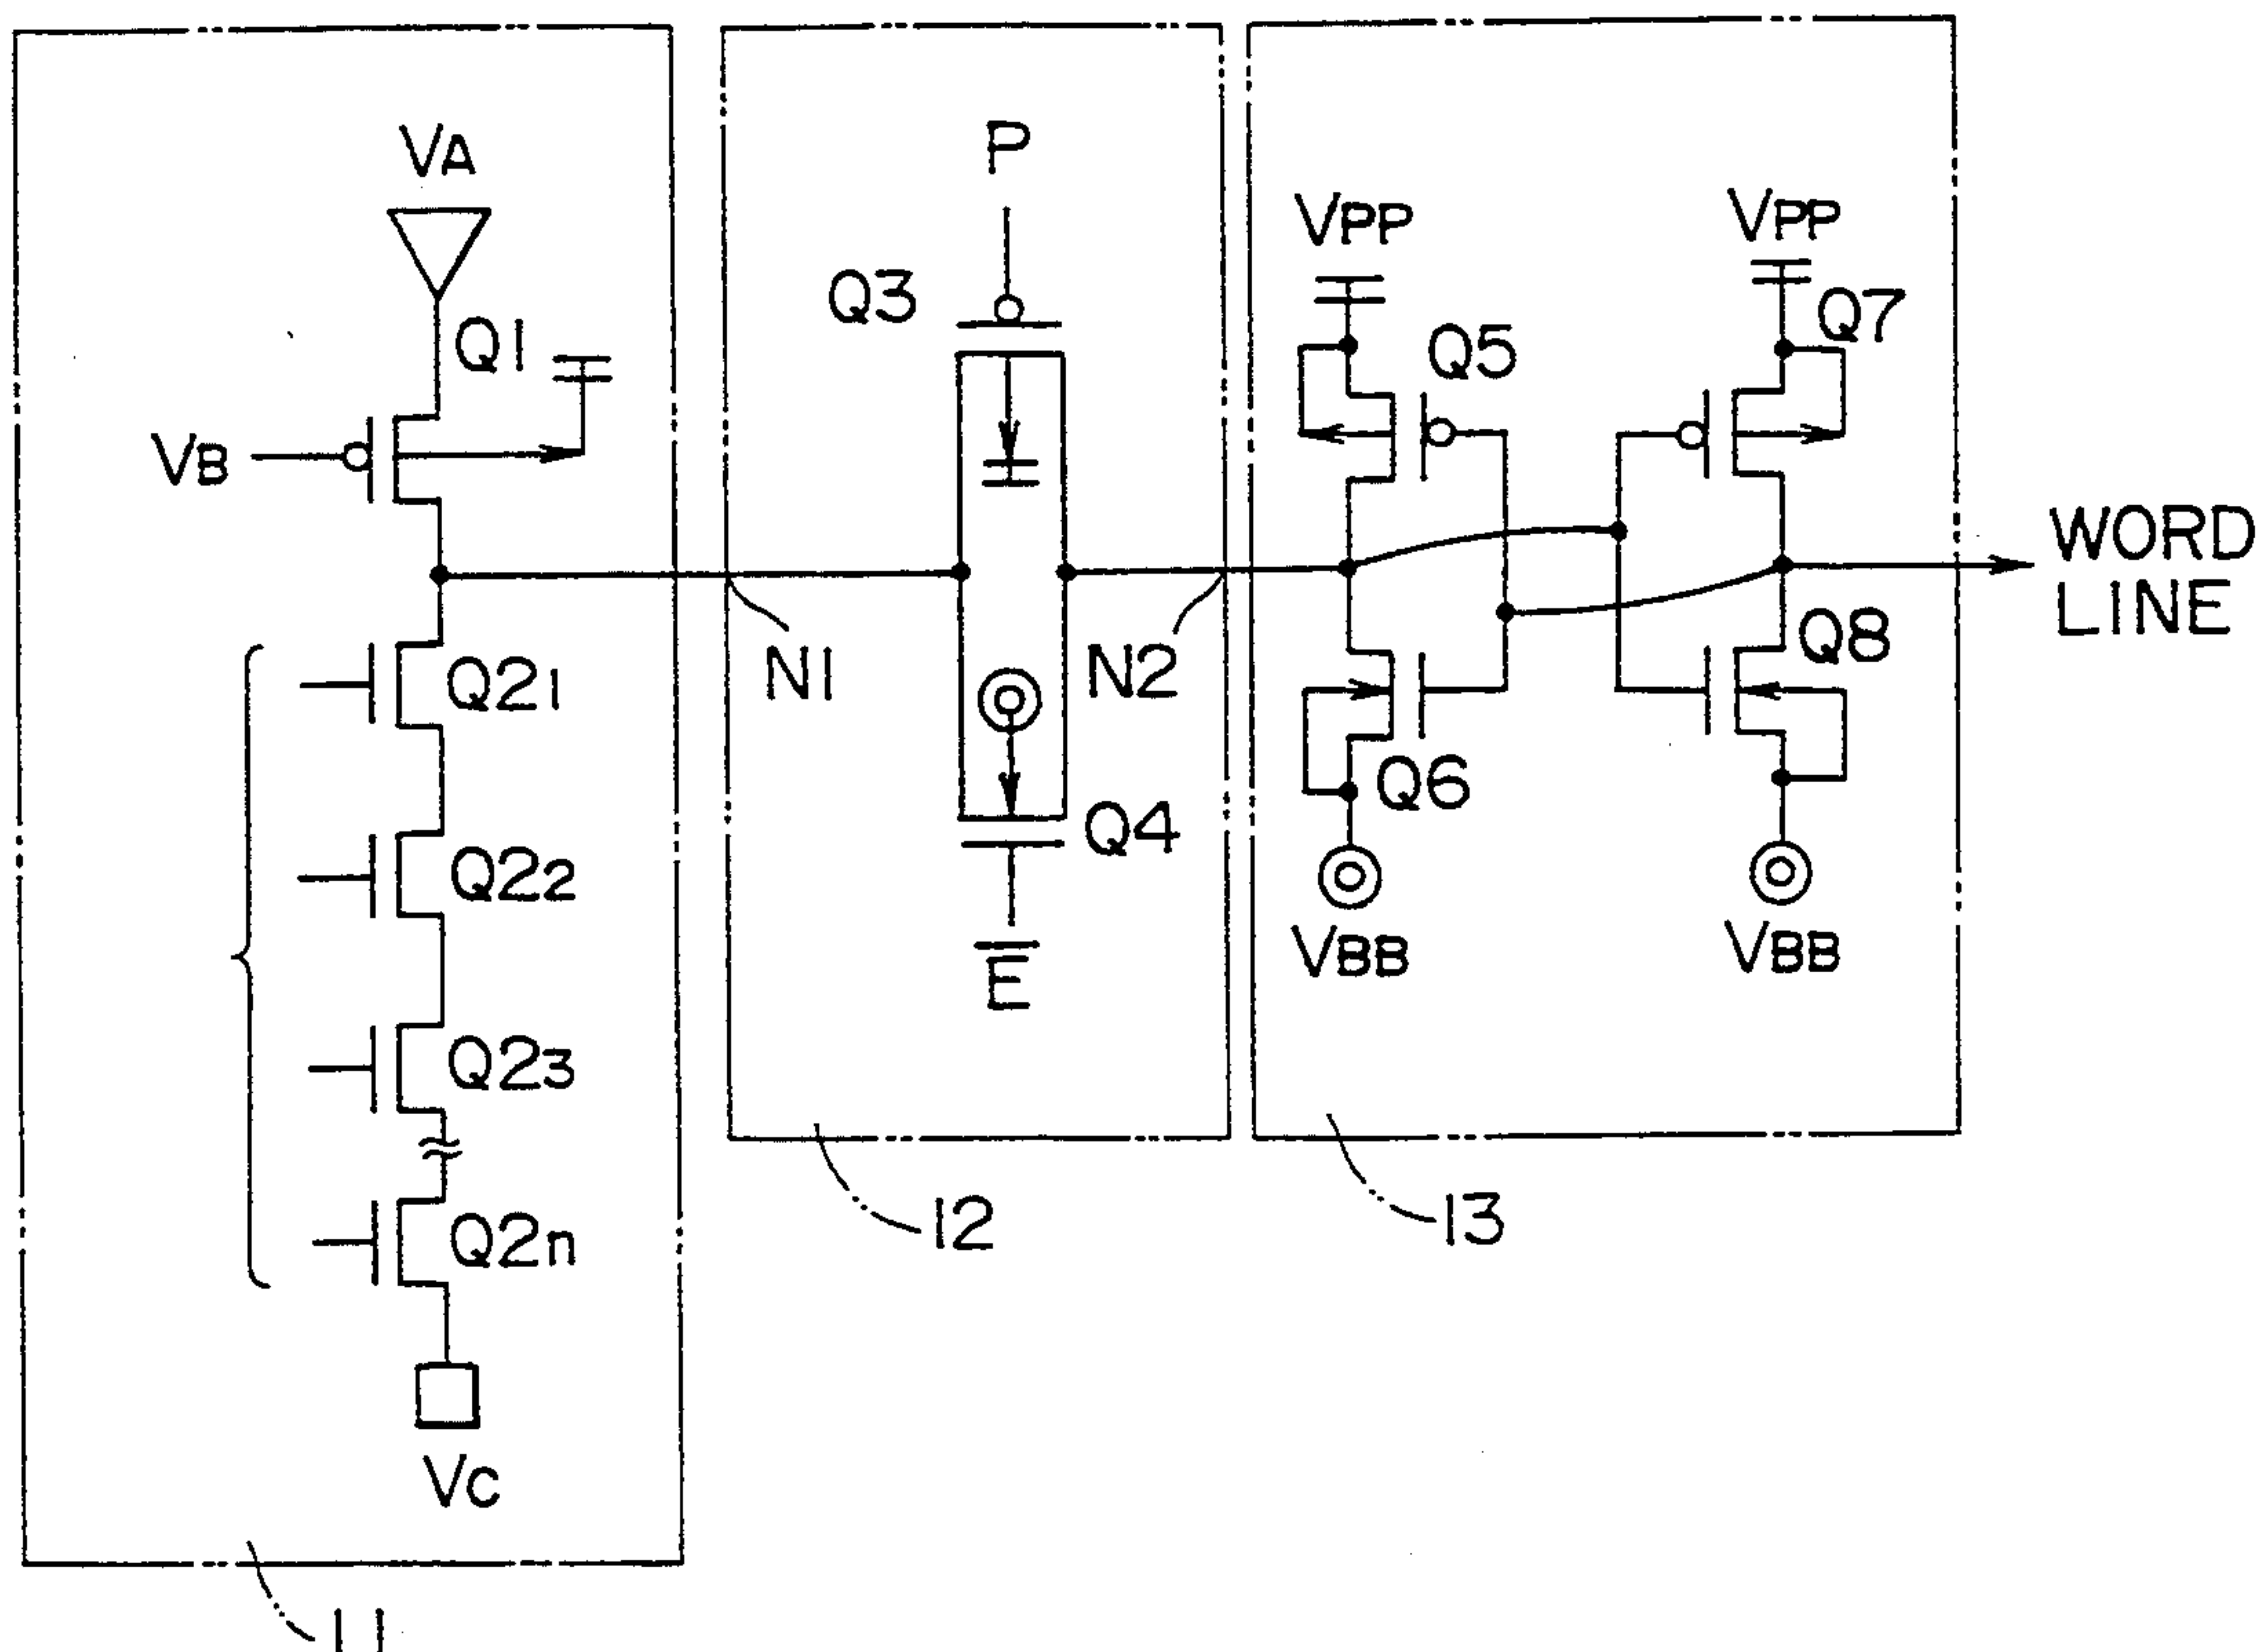 VA
Q1
VB
Q21
Q22
Q23
Q2n
VC
11
P
Q3
N1
N2
Q4
E̅
12
VPP
VPP
Q5
Q7
Q6
Q8
VBB
VBB
13
WORD
LINE